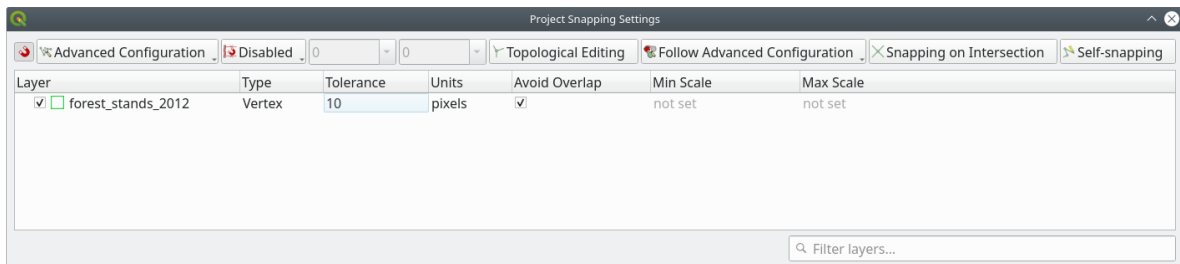 Project Snapping Settings
Advanced Configuration Disabled 0 0 Topological Editing Follow Advanced Configuration Snapping on Intersection Self-snapping
Layer Type Tolerance Units Avoid Overlap Min Scale Max Scale
forest_stands_2012 Vertex 10 pixels not set not set
Filter layers...